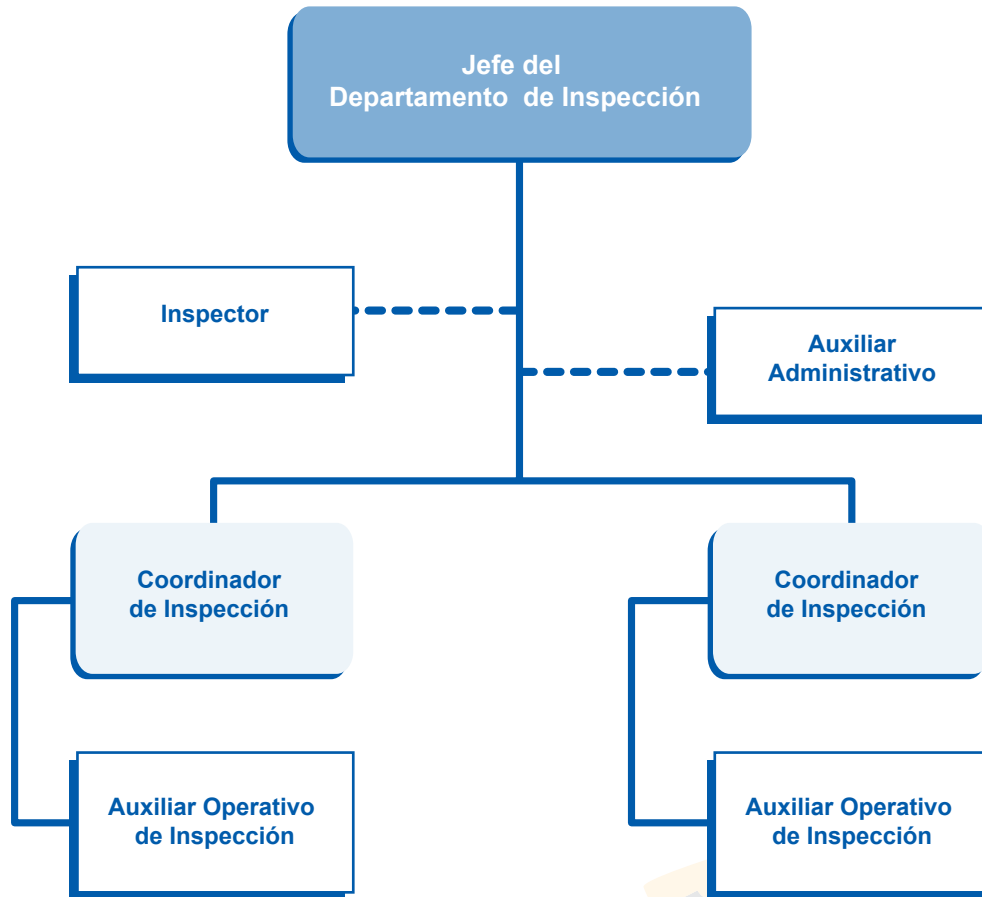 Jefe del
Departamento de Inspección
Inspector
Auxiliar
Administrativo
Coordinador
de Inspección
Coordinador
de Inspección
Auxiliar Operativo
de Inspección
Auxiliar Operativo
de Inspección